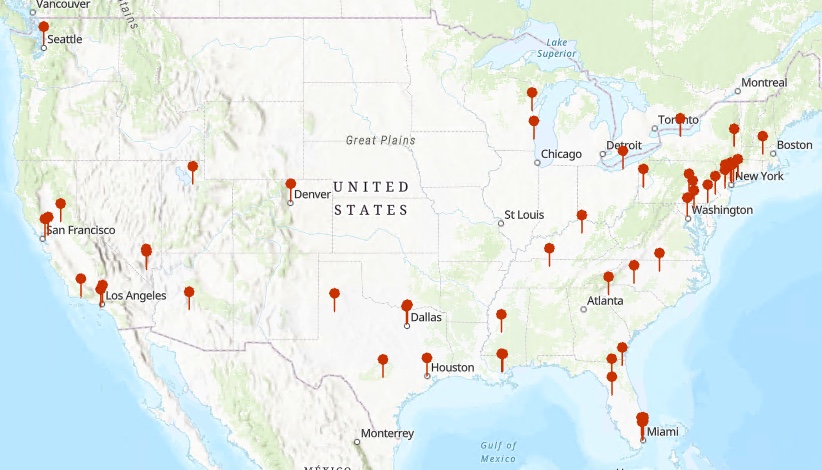 Vancouver
Seattle
Lake
Superior
Montreal
Toronto
Great Plains
Detroit
Boston
Chicago
Denver
UNITED
STATES
New York
St Louis
Washington
San Francisco
Los Angeles
Atlanta
Dallas
Houston
Monterrey
Gulf of
Mexico
Miami